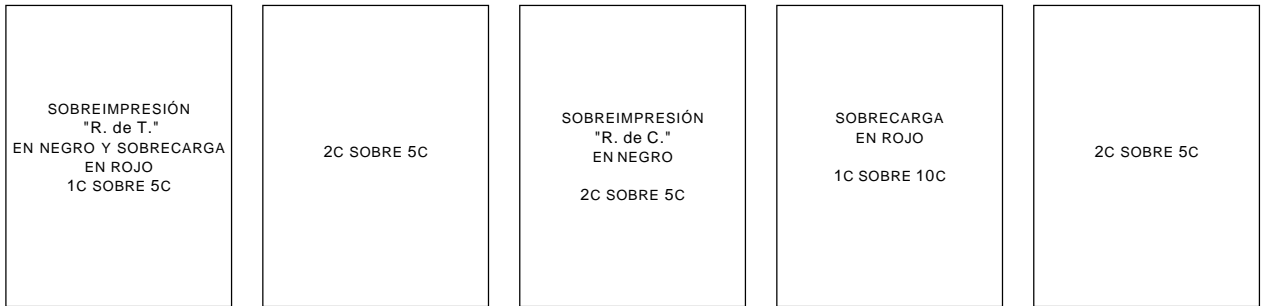 SOBREIMPRESIÓN
"R. de T."
EN NEGRO Y SOBRECARGA
EN ROJO
1C SOBRE 5C
2C SOBRE 5C
SOBREIMPRESIÓN
"R. de C."
EN NEGRO
2C SOBRE 5C
SOBRECARGA
EN ROJO
1C SOBRE 10C
2C SOBRE 5C